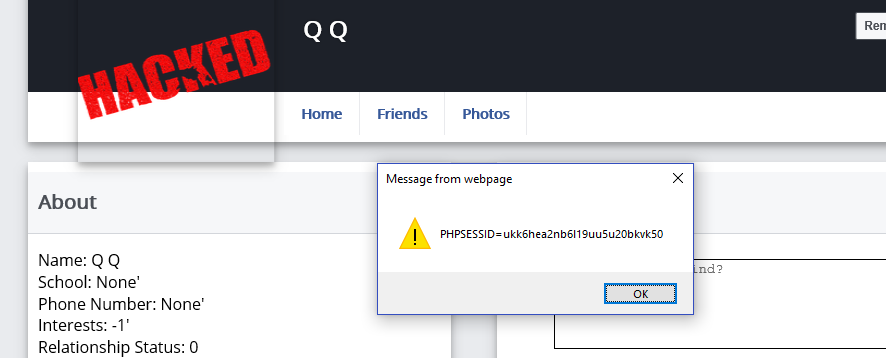 HACKED
Q Q
Rem
Home
Friends
Photos
Message from webpage
PHPSESSID=ukk6hea2nb6l19uu5u20bkvk50
OK
About
ind?
Name: Q Q
School: None'
Phone Number: None'
Interests: -1'
Relationship Status: 0